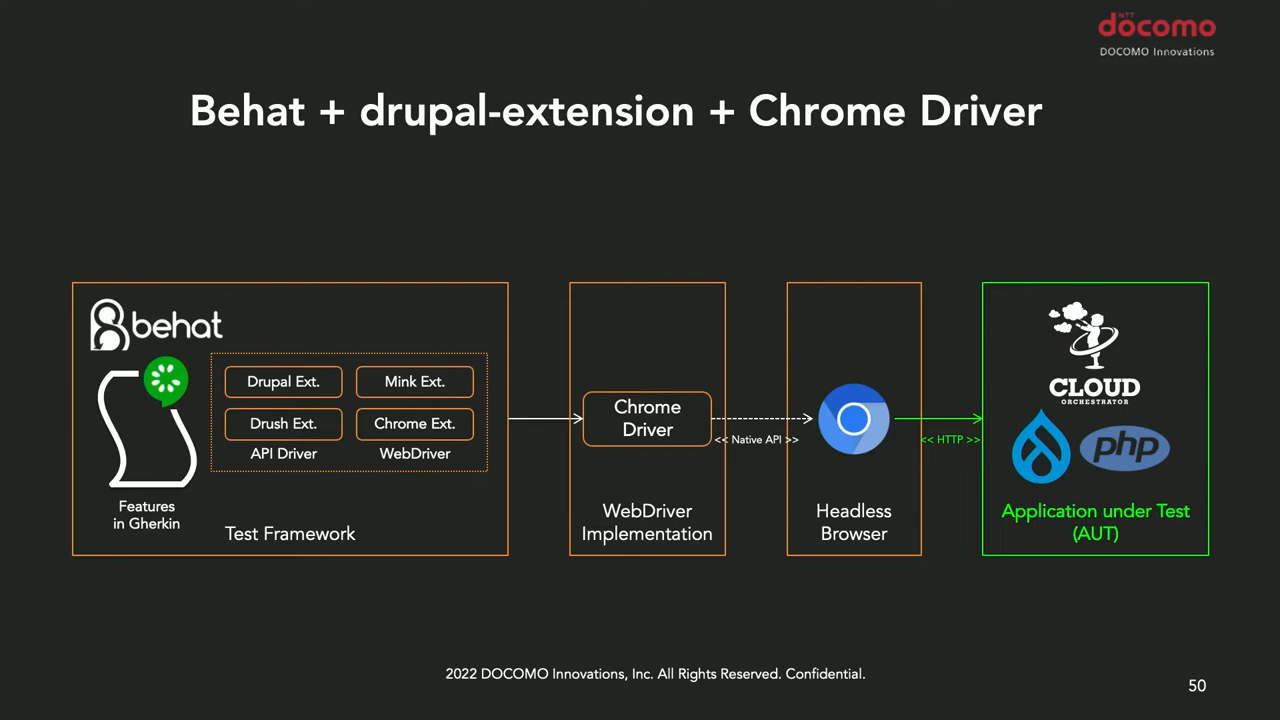 NTT
docomo
DOCOMO Innovations
Behat + drupal-extension + Chrome Driver
behat
Drupal Ext.
Mink Ext.
Drush Ext.
Chrome Ext.
API Driver
WebDriver
Features
in Gherkin
Test Framework
Chrome
Driver
WebDriver
Implementation
<< Native API >>
Headless
Browser
<< HTTP >>
CLOUD
ORCHESTRATOR
php
Application under Test
(AUT)
2022 DOCOMO Innovations, Inc. All Rights Reserved. Confidential.
50